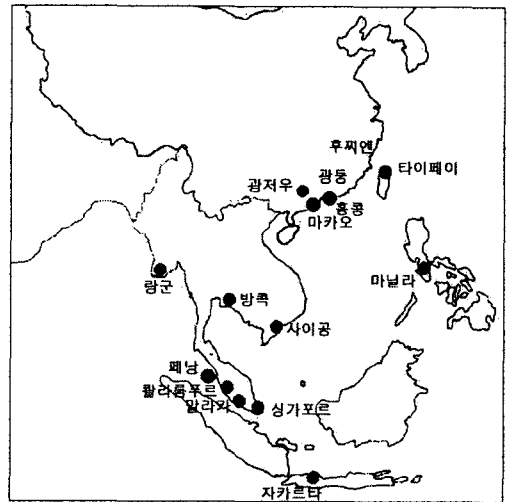 후찌엔
타이페이
광둥
광저우
홍콩
마카오
마닐라
랑군
방콕
사이공
페낭
콸라룸푸르
말라카
싱가포르
자카르타